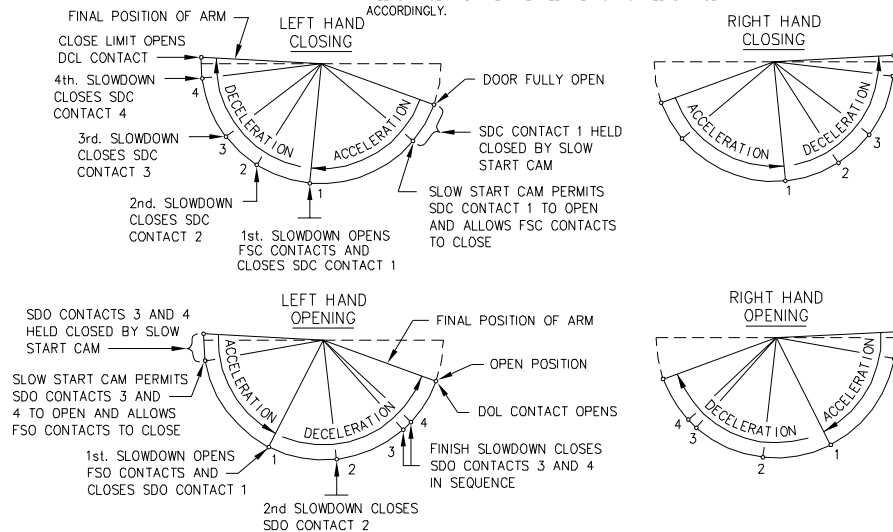 ACCORDINGLY.
LEFT HAND
CLOSING
FINAL POSITION OF ARM
CLOSE LIMIT OPENS
DCL CONTACT
4th. SLOWDOWN
CLOSES SDC
CONTACT 4
3rd. SLOWDOWN
CLOSES SDC
CONTACT 3
2nd. SLOWDOWN
CLOSES SDC
CONTACT 2
1st. SLOWDOWN OPENS
FSC CONTACTS AND
CLOSES SDC CONTACT 1
DOOR FULLY OPEN
SDC CONTACT 1 HELD
CLOSED BY SLOW
START CAM
SLOW START CAM PERMITS
SDC CONTACT 1 TO OPEN
AND ALLOWS FSC CONTACTS
TO CLOSE
DECELERATION
ACCELERATION
4
3
2
1
RIGHT HAND
CLOSING
ACCELERATION
DECELERATION
1
2
3
LEFT HAND
OPENING
SDO CONTACTS 3 AND 4
HELD CLOSED BY SLOW
START CAM
SLOW START CAM PERMITS
SDO CONTACTS 3 AND
4 TO OPEN AND ALLOWS
FSO CONTACTS TO CLOSE
1st. SLOWDOWN OPENS
FSO CONTACTS AND
CLOSES SDO CONTACT 1
2nd SLOWDOWN CLOSES
SDO CONTACT 2
FINAL POSITION OF ARM
OPEN POSITION
DOL CONTACT OPENS
FINISH SLOWDOWN CLOSES
SDO CONTACTS 3 AND 4
IN SEQUENCE
ACCELERATION
DECELERATION
1
2
3
4
RIGHT HAND
OPENING
DECELERATION
ACCELERATION
4
3
2
1